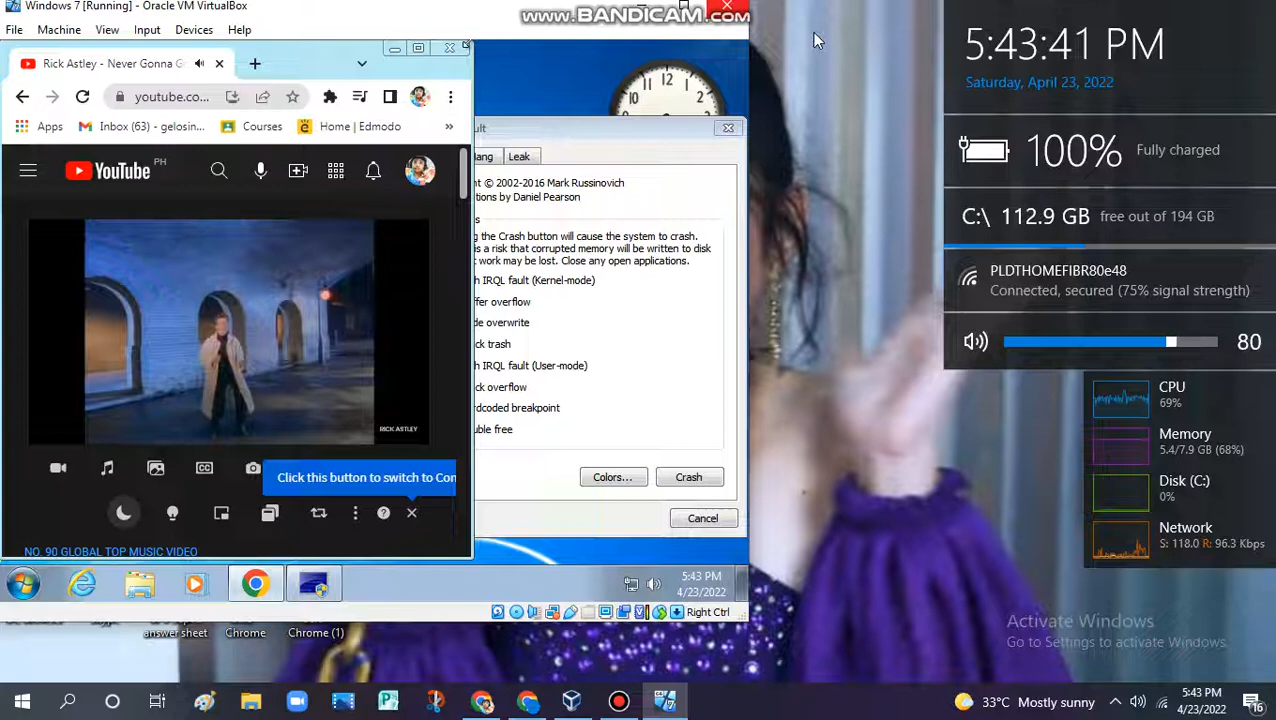 Windows 7 [Running] - Oracle VM VirtualBox
www.BANDICAM.com
File Machine View Input Devices Help
Rick Astley - Never Gonna G
youtube.co...
Apps Inbox (63) - gelosin... Courses Home | Edmodo »
YouTube PH
RICK ASTLEY
CC
Click this button to switch to Con
NO. 90 GLOBAL TOP MUSIC VIDEO
12
11 1
10 2
ult
lang Leak
nt © 2002-2016 Mark Russinovich
tions by Daniel Pearson
s
g the Crash button will cause the system to crash.
is a risk that corrupted memory will be written to disk
t work may be lost. Close any open applications.
h IRQL fault (Kernel-mode)
ffer overflow
de overwrite
ck trash
h IRQL fault (User-mode)
ck overflow
rdcoded breakpoint
uble free
Colors... Crash
Cancel
5:43 PM
4/23/2022
Right Ctrl
answer sheet
Chrome
Chrome (1)
5:43:41 PM
Saturday, April 23, 2022
100% Fully charged
C:\ 112.9 GB free out of 194 GB
PLDTHOMEFIBR80e48
Connected, secured (75% signal strength)
80
CPU
69%
Memory
5.4/7.9 GB (68%)
Disk (C:)
0%
Network
S: 118.0 R: 96.3 Kbps
Activate Windows
Go to Settings to activate Windows.
33°C Mostly sunny
5:43 PM
4/23/2022
16